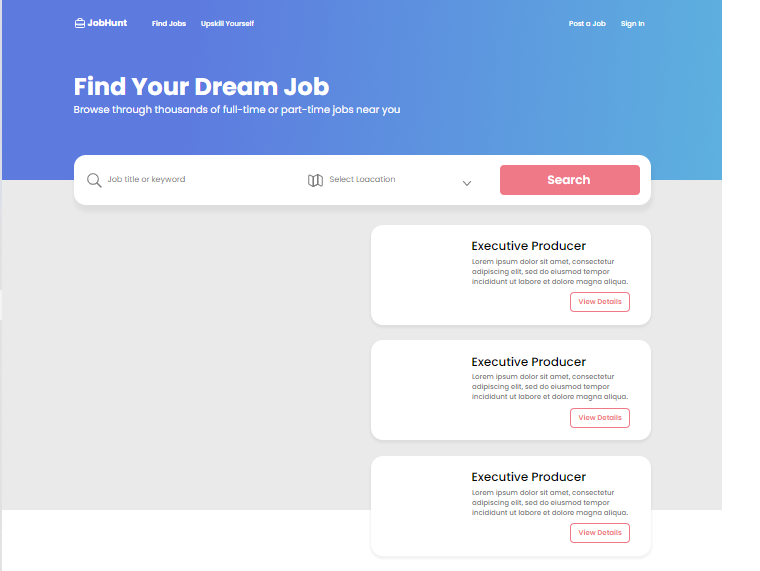 JobHunt Find Jobs Upskill Yourself Post a Job Sign In
Find Your Dream Job
Browse through thousands of full-time or part-time jobs near you
Job title or keyword Select Loacation Search
Executive Producer
Lorem ipsum dolor sit amet, consectetur
adipiscing elit, sed do eiusmod tempor
incididunt ut labore et dolore magna aliqua.
View Details
Executive Producer
Lorem ipsum dolor sit amet, consectetur
adipiscing elit, sed do eiusmod tempor
incididunt ut labore et dolore magna aliqua.
View Details
Executive Producer
Lorem ipsum dolor sit amet, consectetur
adipiscing elit, sed do eiusmod tempor
incididunt ut labore et dolore magna aliqua.
View Details